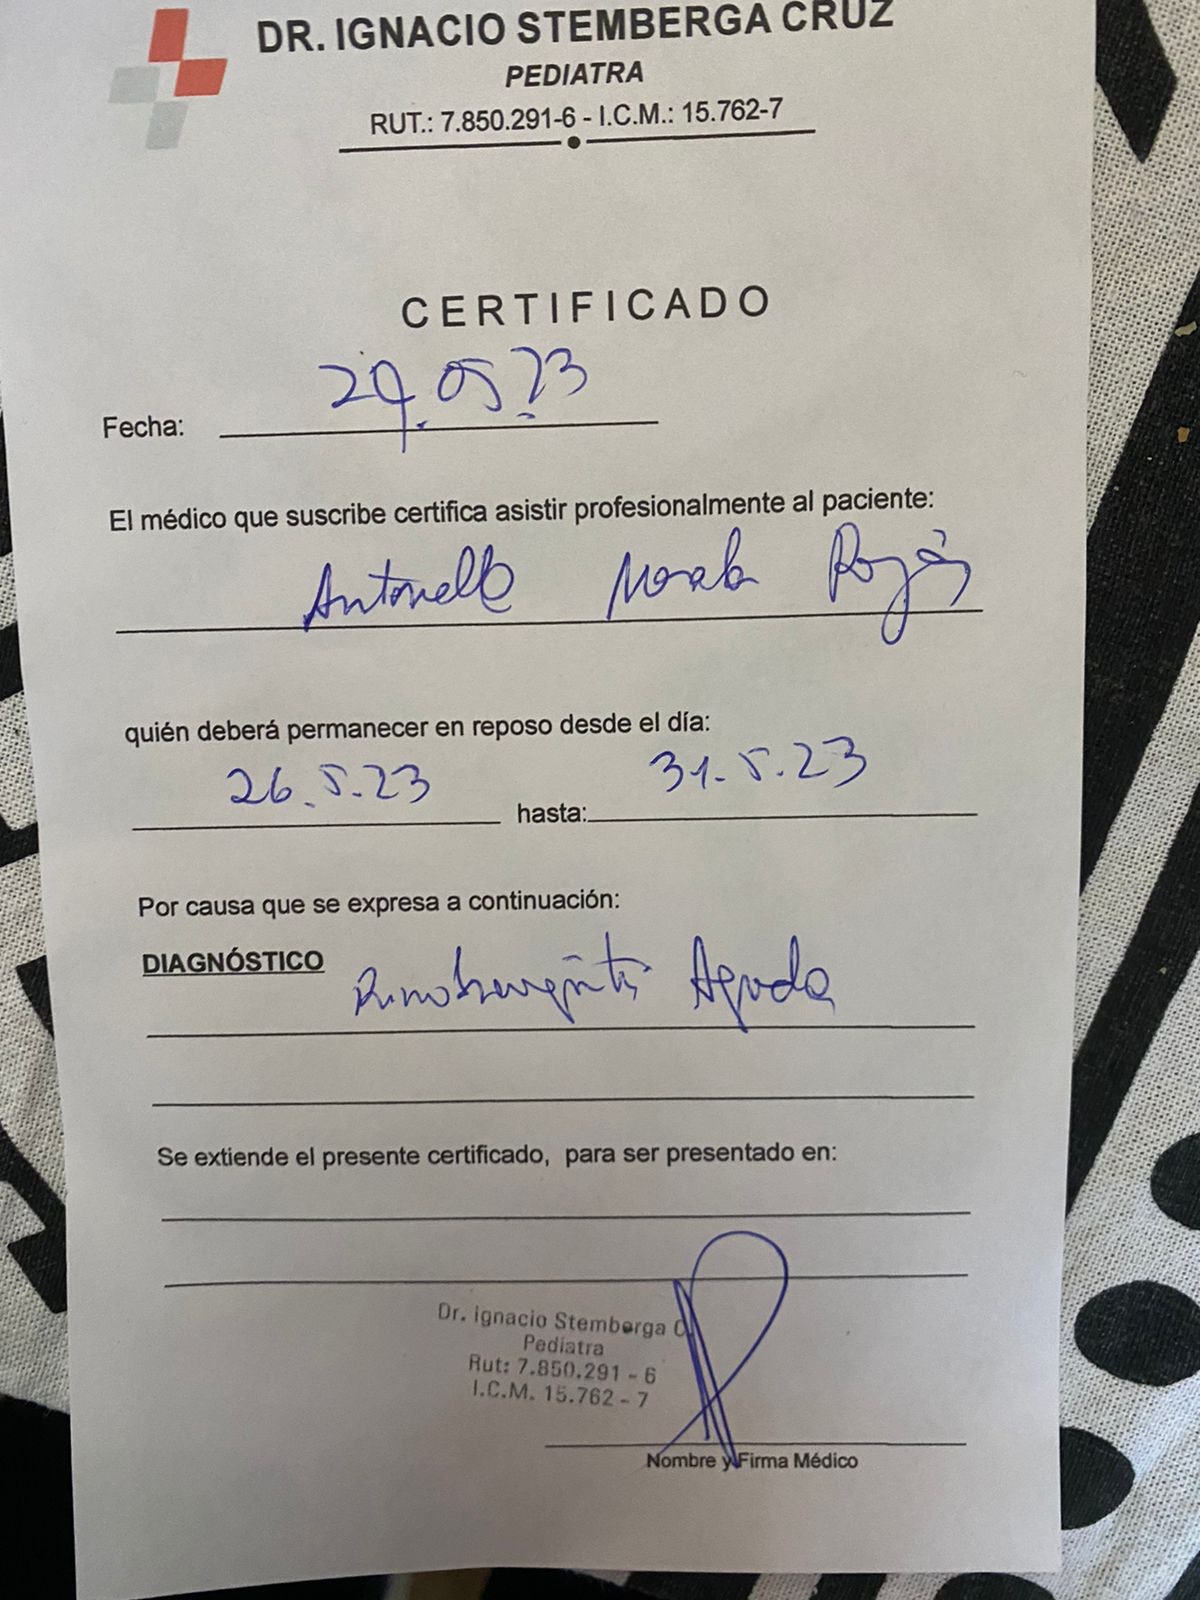 DR. IGNACIO STEMBERGA CRUZ
PEDIATRA
RUT.: 7.850.291-6 - I.C.M.: 15.762-7
CERTIFICADO
Fecha: 29.05.23
El médico que suscribe certifica asistir profesionalmente al paciente:
Rojas
quién deberá permanecer en reposo desde el día:
26.5.23 hasta: 31.5.23
Por causa que se expresa a continuación:
DIAGNÓSTICO Aguda
Se extiende el presente certificado, para ser presentado en:
Dr. Ignacio Stemberga C.
Pediatra
Rut: 7.850.291 - 6
I.C.M. 15.762 - 7
Nombre y Firma Médico